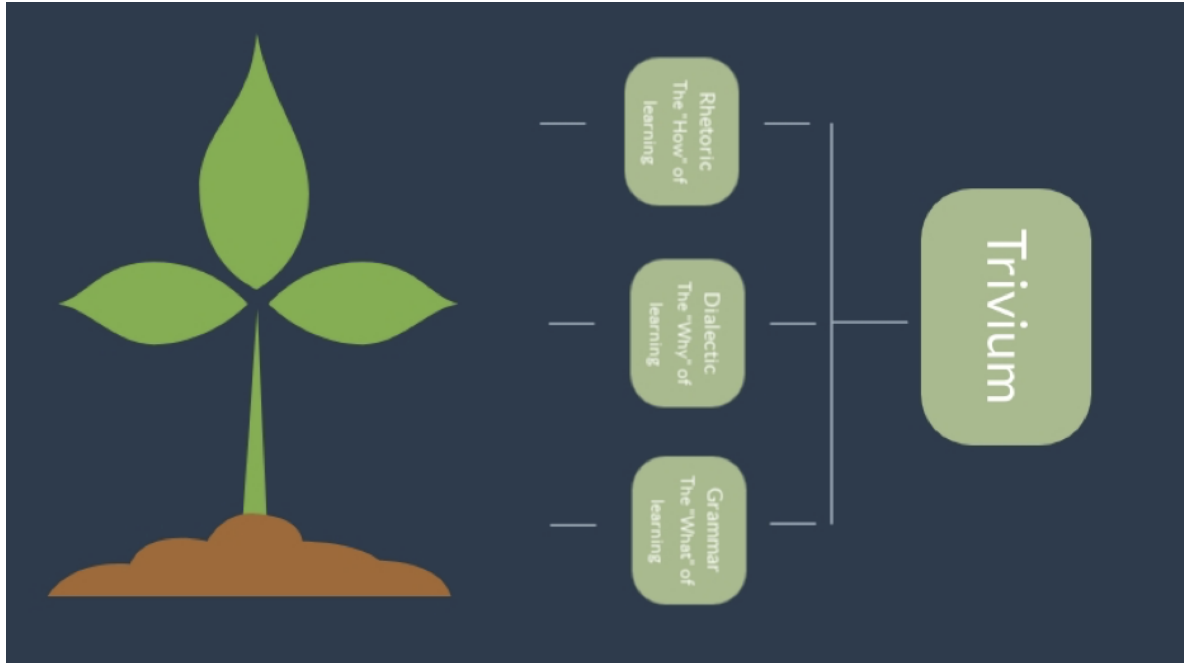 Rhetoric
The "How" of
learning
Dialectic
The "Why" of
learning
Grammar
The "What" of
learning
Trivium